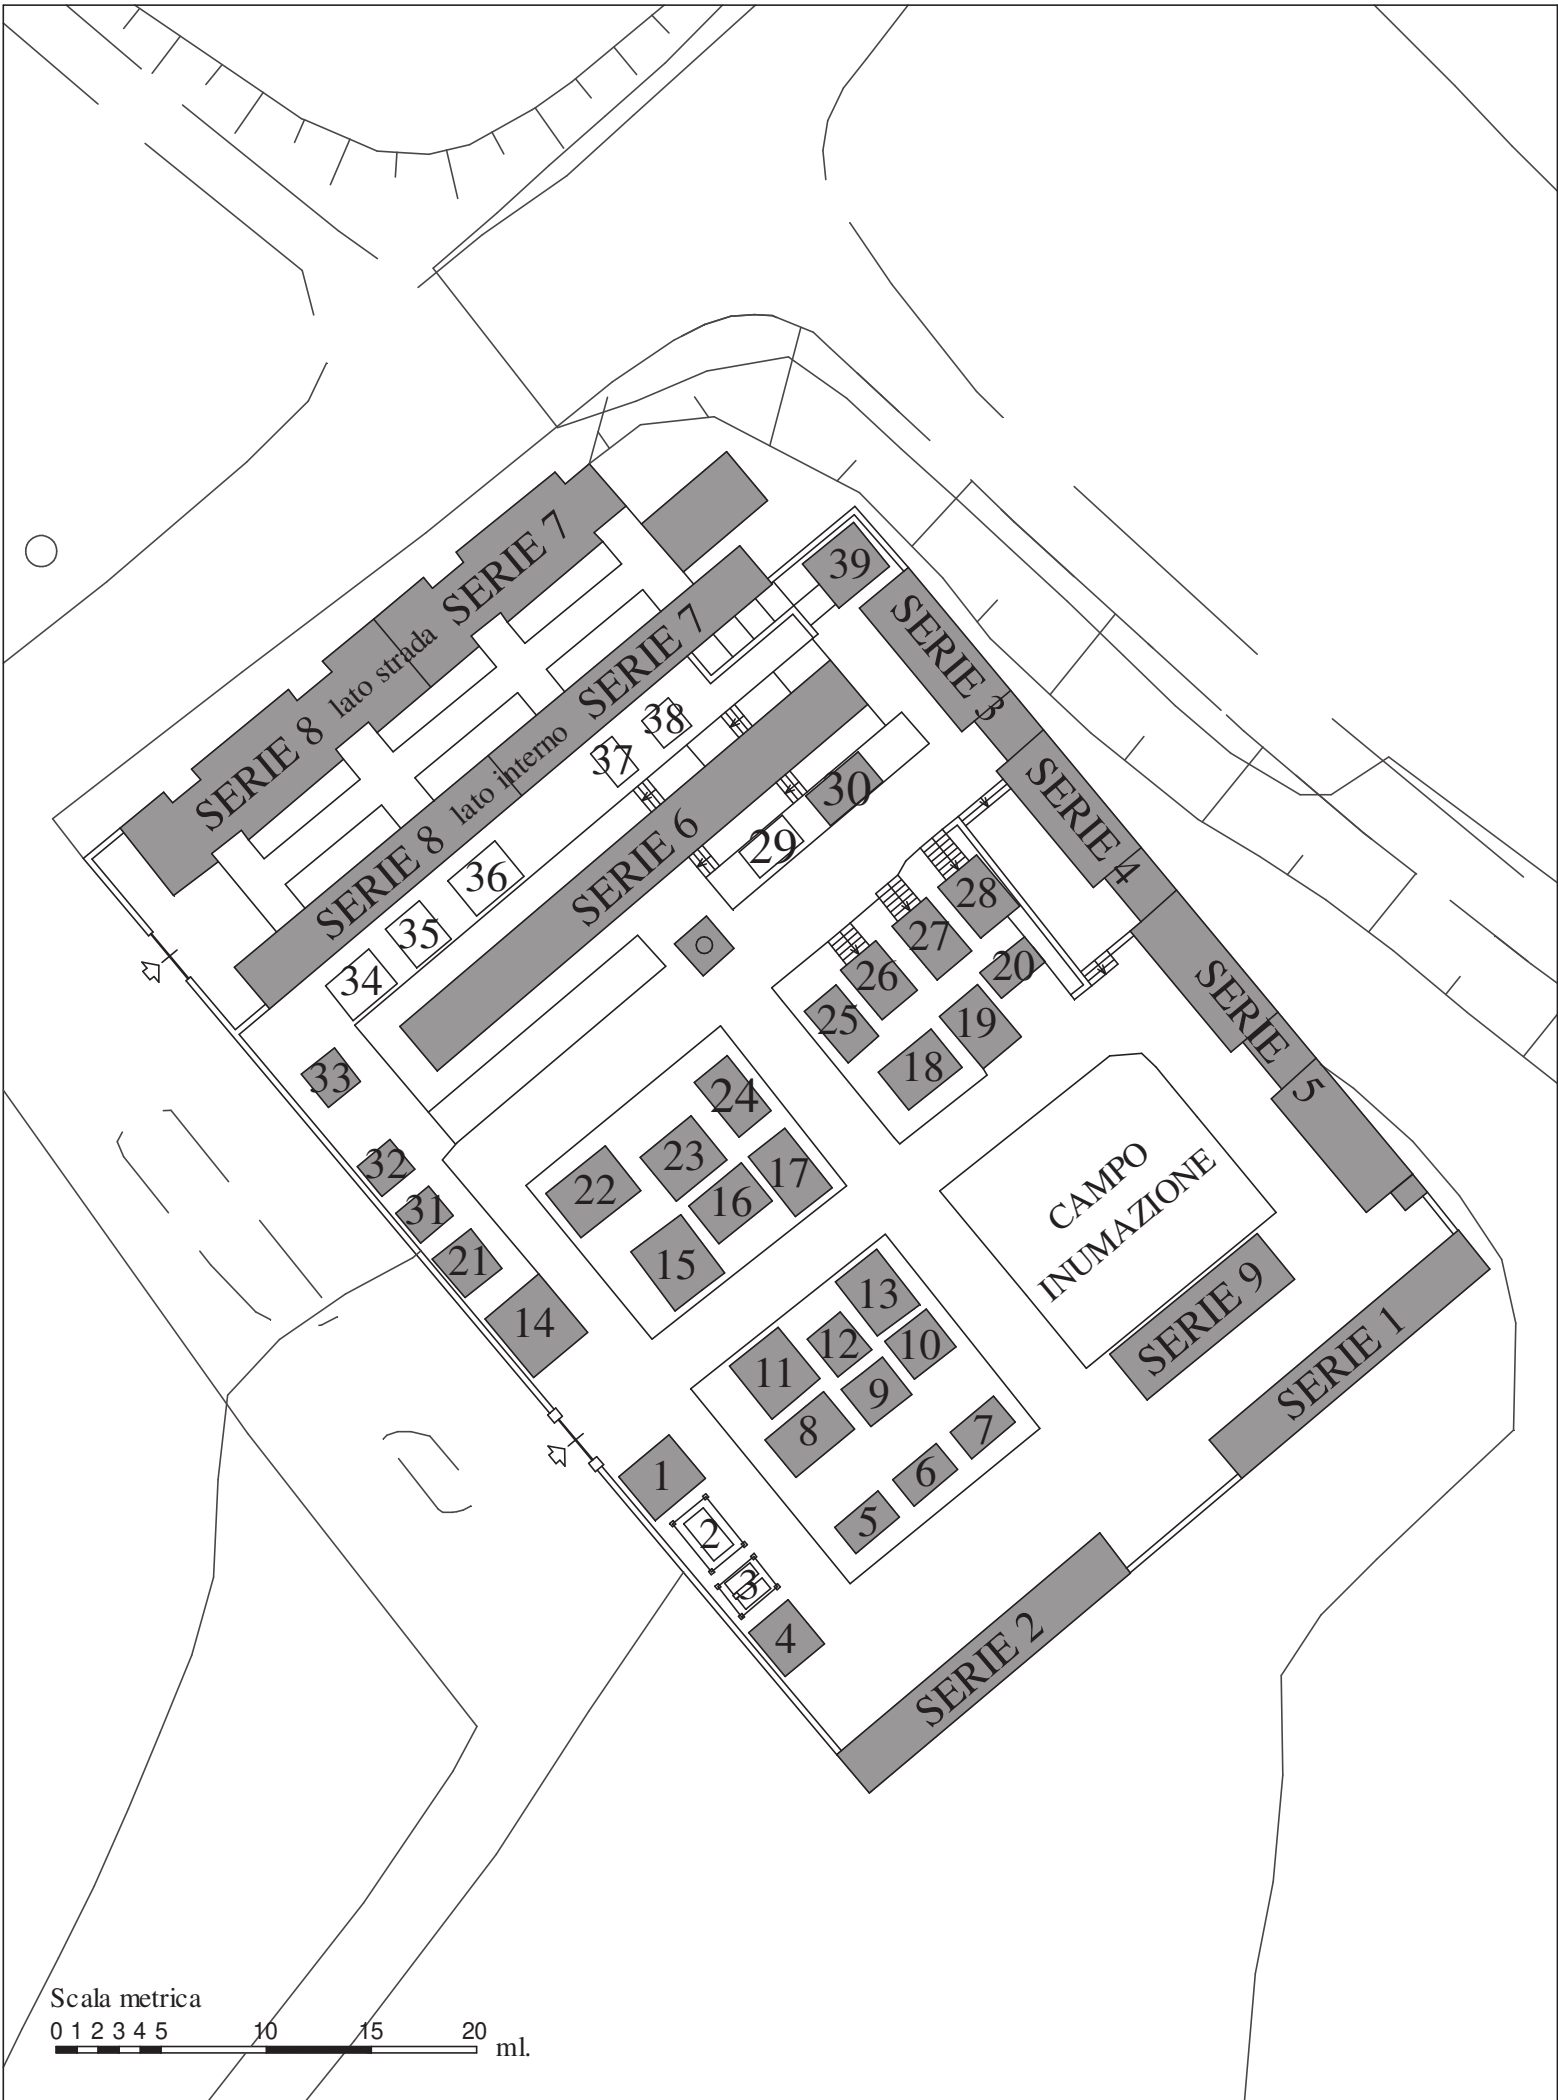 SERIE 7
39
SERIE 8 lato strada
SERIE 7
SERIE 3
38
37
SERIE 8 lato interno
30
29
SERIE 4
36
SERIE 6
28
35
27
34
26
20
25
19
SERIE 5
33
18
24
32
23
17
22
16
31
21
15
14
CAMPO
INUMAZIONE
13
12
10
11
9
8
7
SERIE 9
SERIE 1
1
6
5
2
3
4
SERIE 2
Scala metrica
0 1 2 3 4 5 10 15 20
ml.